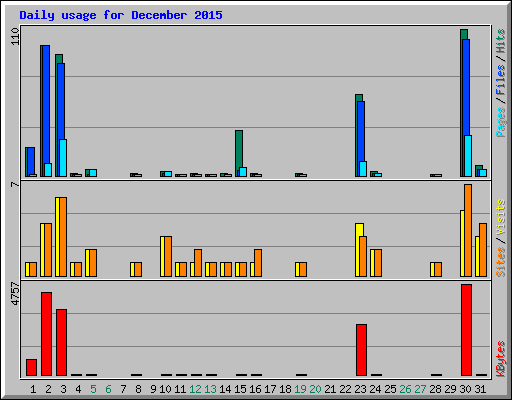 Daily usage for December 2015
110
Pages / Files / Hits
7
Sites / Visits
4757
KBytes
1 2 3 4 5 6 7 8 9 10 11 12 13 14 15 16 17 18 19 20 21 22 23 24 25 26 27 28 29 30 31